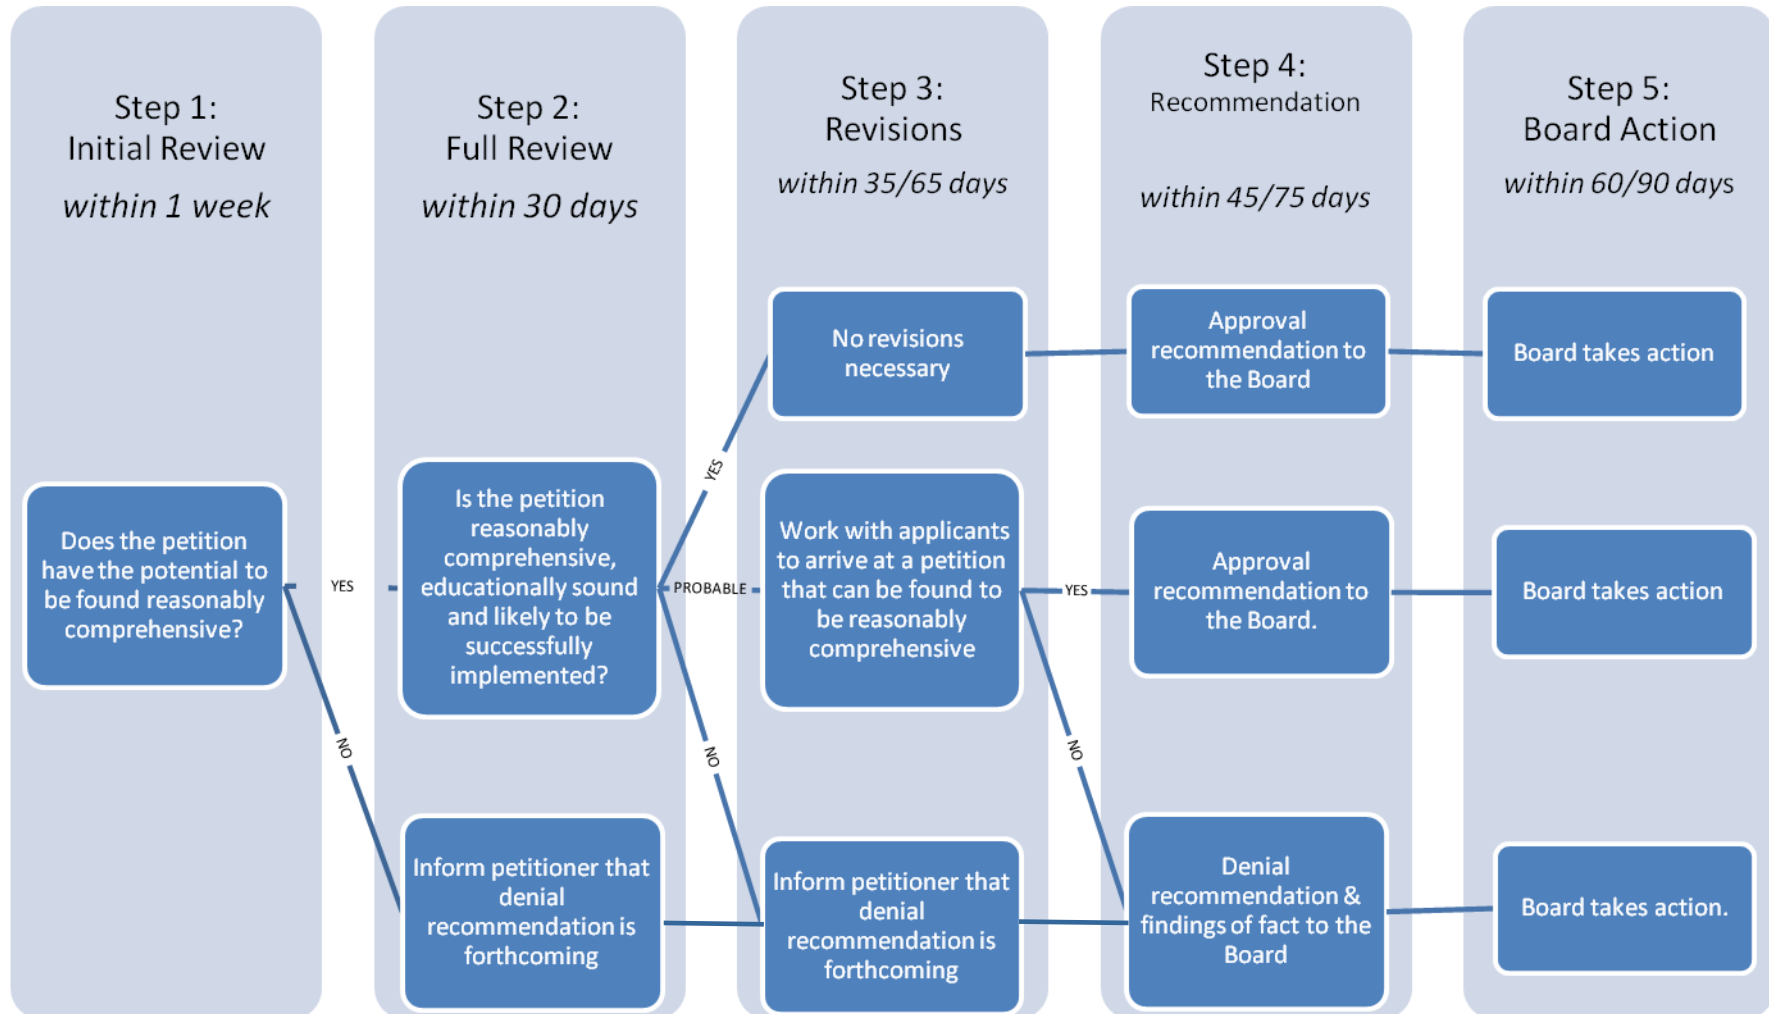 Step 1:
Initial Review
within 1 week
Step 2:
Full Review
within 30 days
Step 3:
Revisions
within 35/65 days
Step 4:
Recommendation
within 45/75 days
Step 5:
Board Action
within 60/90 days
Does the petition
have the potential to
be found reasonably
comprehensive?
YES
NO
Is the petition
reasonably
comprehensive,
educationally sound
and likely to be
successfully
implemented?
Inform petitioner that
denial
recommendation is
forthcoming
YES
PROBABLE
NO
No revisions
necessary
Work with applicants
to arrive at a petition
that can be found to
be reasonably
comprehensive
Inform petitioner that
denial
recommendation is
forthcoming
YES
NO
Approval
recommendation to
the Board
Approval
recommendation to
the Board.
Denial
recommendation &
findings of fact to the
Board
Board takes action
Board takes action
Board takes action.